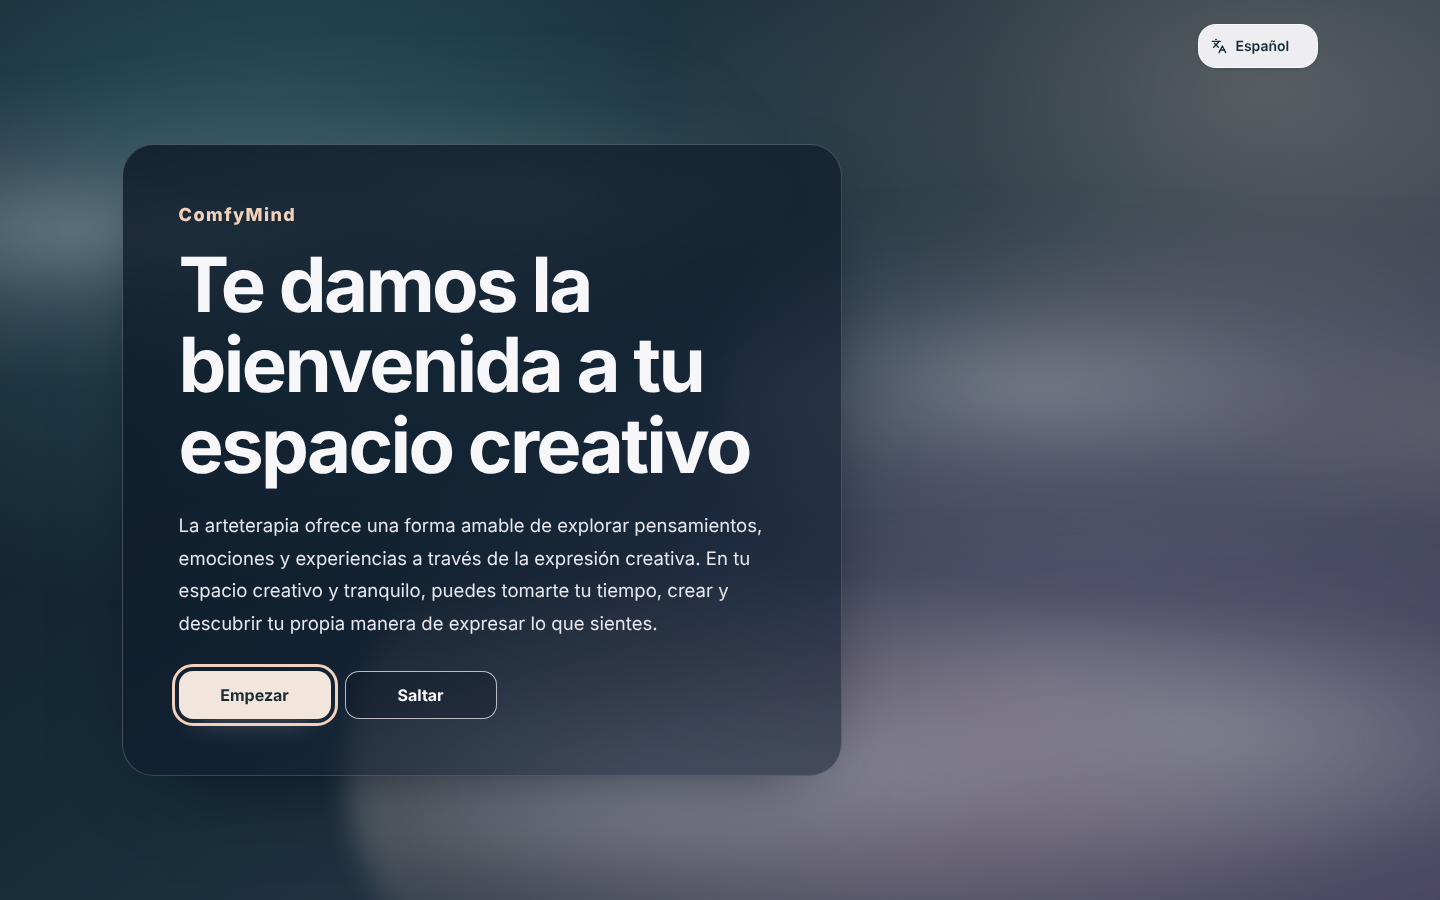 Español
ComfyMind
Te damos la
bienvenida a tu
espacio creativo
La arteterapia ofrece una forma amable de explorar pensamientos,
emociones y experiencias a través de la expresión creativa. En tu
espacio creativo y tranquilo, puedes tomarte tu tiempo, crear y
descubrir tu propia manera de expresar lo que sientes.
Empezar
Saltar